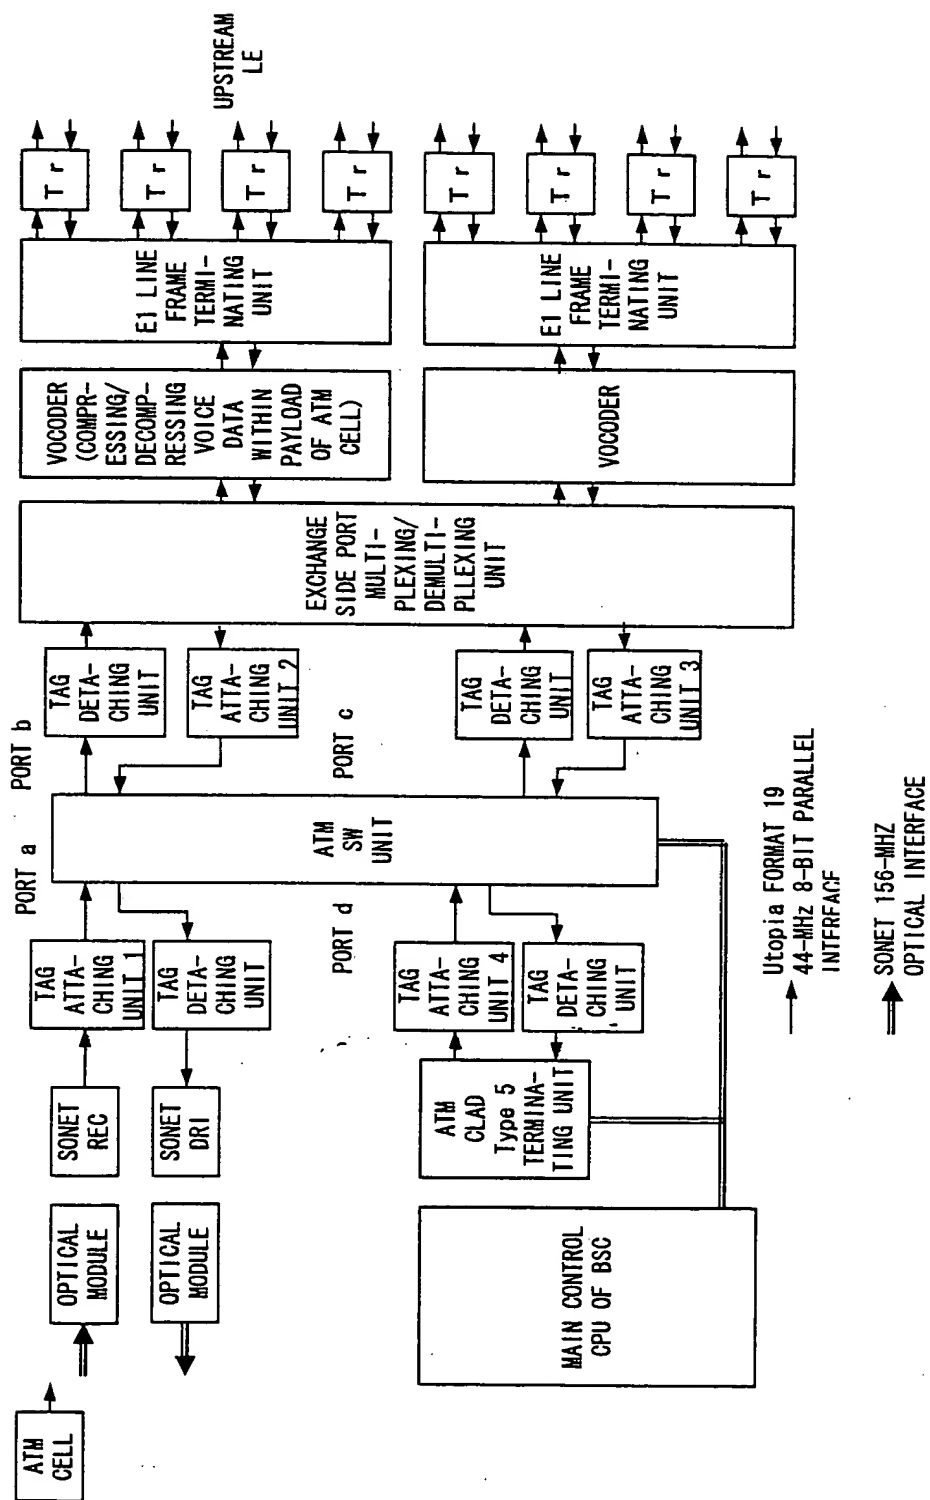 ATM
CELL
OPTICAL
MODULE
OPTICAL
MODULE
SONET
REC
SONET
DRI
PORT a
TAG
ATTA-
CHING
UNIT 1
TAG
DETA-
CHING
UNIT
ATM
SW
UNIT
PORT b
TAG
DETA-
CHING
UNIT
TAG
ATTA-
CHING
UNIT 2
PORT c
TAG
DETA-
CHING
UNIT
TAG
ATTA-
CHING
UNIT 3
EXCHANGE
SIDE PORT
MULTI-
PLEXING/
DEMULTI-
PLLEXING
UNIT
VOCODER
(COMPR-
ESSING/
DECOMP-
RESSING
VOICE
DATA
WITHIN
PAYLOAD
OF ATM
CELL)
VOCODER
E1 LINE
FRAME
TERMI-
NATING
UNIT
E1 LINE
FRAME
TERMI-
NATING
UNIT
Tr
Tr
Tr
Tr
Tr
Tr
Tr
Tr
UPSTREAM
LE
MAIN CONTROL
CPU OF BSC
ATM
CLAD
Type 5
TERMINA-
TING UNIT
PORT d
TAG
ATTA-
CHING
UNIT 4
TAG
DETA-
CHING
UNIT
Utopia FORMAT 19
44-MHz 8-BIT PARALLEL
INTERFACE
SONET 156-MHZ
OPTICAL INTERFACE